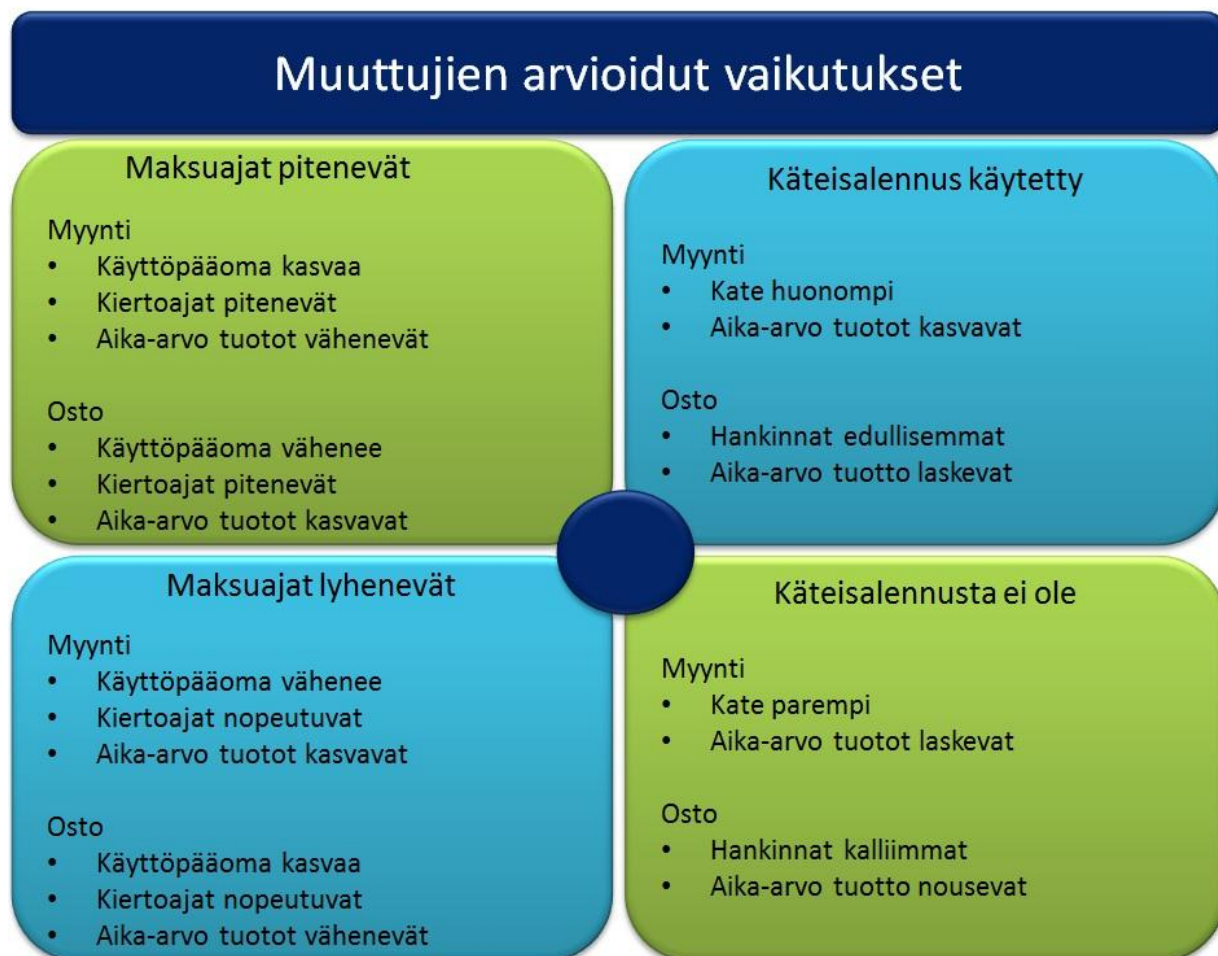 Muuttujien arvioidut vaikutukset
Maksuajat pitenevät
Myynti
• Käyttöpääoma kasvaa
• Kiertoajat pitenevät
• Aika-arvo tuotot vähenevät
Osto
• Käyttöpääoma vähenee
• Kiertoajat pitenevät
• Aika-arvo tuotot kasvavat
Käteisalennus käytetty
Myynti
• Kate huonompi
• Aika-arvo tuotot kasvavat
Osto
• Hankinnat edullisemmat
• Aika-arvo tuotto laskevat
Maksuajat lyhenevät
Myynti
• Käyttöpääoma vähenee
• Kiertoajat nopeutuvat
• Aika-arvo tuotot kasvavat
Osto
• Käyttöpääoma kasvaa
• Kiertoajat nopeutuvat
• Aika-arvo tuotot vähenevät
Käteisalennusta ei ole
Myynti
• Kate parempi
• Aika-arvo tuotot laskevat
Osto
• Hankinnat kalliimmat
• Aika-arvo tuotto nousevat